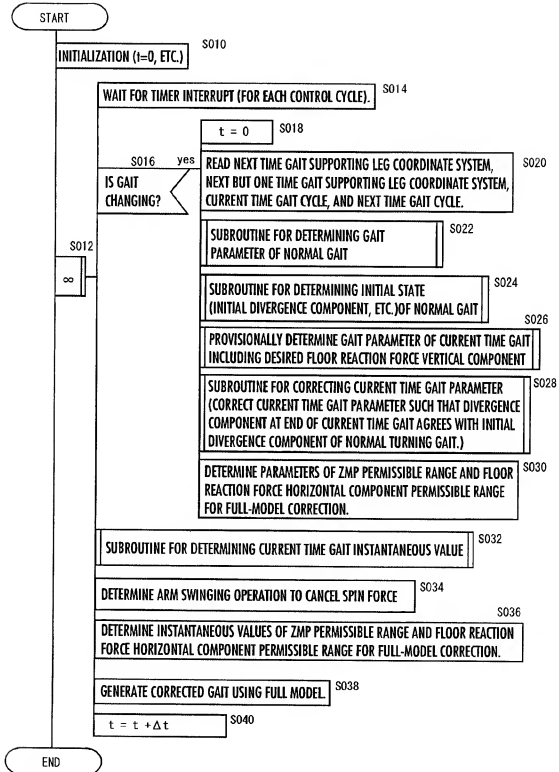 START
INITIALIZATION (t=0, ETC.)
S010
WAIT FOR TIMER INTERRUPT (FOR EACH CONTROL CYCLE).
S014
t = 0
S018
S016
yes
IS GAIT
CHANGING?
READ NEXT TIME GAIT SUPPORTING LEG COORDINATE SYSTEM,
NEXT BUT ONE TIME GAIT SUPPORTING LEG COORDINATE SYSTEM,
CURRENT TIME GAIT CYCLE, AND NEXT TIME GAIT CYCLE.
S020
S012
∞
SUBROUTINE FOR DETERMINING GAIT
PARAMETER OF NORMAL GAIT
S022
SUBROUTINE FOR DETERMINING INITIAL STATE
(INITIAL DIVERGENCE COMPONENT, ETC.)OF NORMAL GAIT
S024
S026
PROVISIONALLY DETERMINE GAIT PARAMETER OF CURRENT TIME GAIT
INCLUDING DESIRED FLOOR REACTION FORCE VERTICAL COMPONENT
SUBROUTINE FOR CORRECTING CURRENT TIME GAIT PARAMETER
(CORRECT CURRENT TIME GAIT PARAMETER SUCH THAT DIVERGENCE
COMPONENT AT END OF CURRENT TIME GAIT AGREES WITH INITIAL
DIVERGENCE COMPONENT OF NORMAL TURNING GAIT.)
S028
DETERMINE PARAMETERS OF ZMP PERMISSIBLE RANGE AND FLOOR
REACTION FORCE HORIZONTAL COMPONENT PERMISSIBLE RANGE
FOR FULL-MODEL CORRECTION.
S030
SUBROUTINE FOR DETERMINING CURRENT TIME GAIT INSTANTANEOUS VALUE
S032
DETERMINE ARM SWINGING OPERATION TO CANCEL SPIN FORCE
S034
S036
DETERMINE INSTANTANEOUS VALUES OF ZMP PERMISSIBLE RANGE AND FLOOR REACTION
FORCE HORIZONTAL COMPONENT PERMISSIBLE RANGE FOR FULL-MODEL CORRECTION.
GENERATE CORRECTED GAIT USING FULL MODEL.
S038
t = t +Δt
S040
END